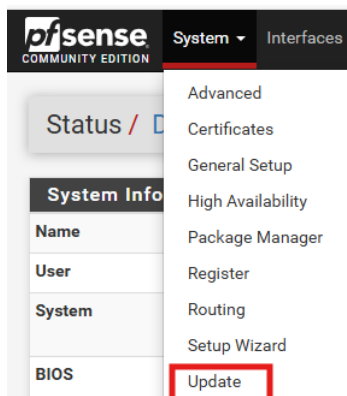 pfsense System Interfaces
COMMUNITY EDITION
Advanced
Status / D
Certificates
General Setup
System Info
High Availability
Name
Package Manager
User
Register
System
Routing
Setup Wizard
BIOS
Update